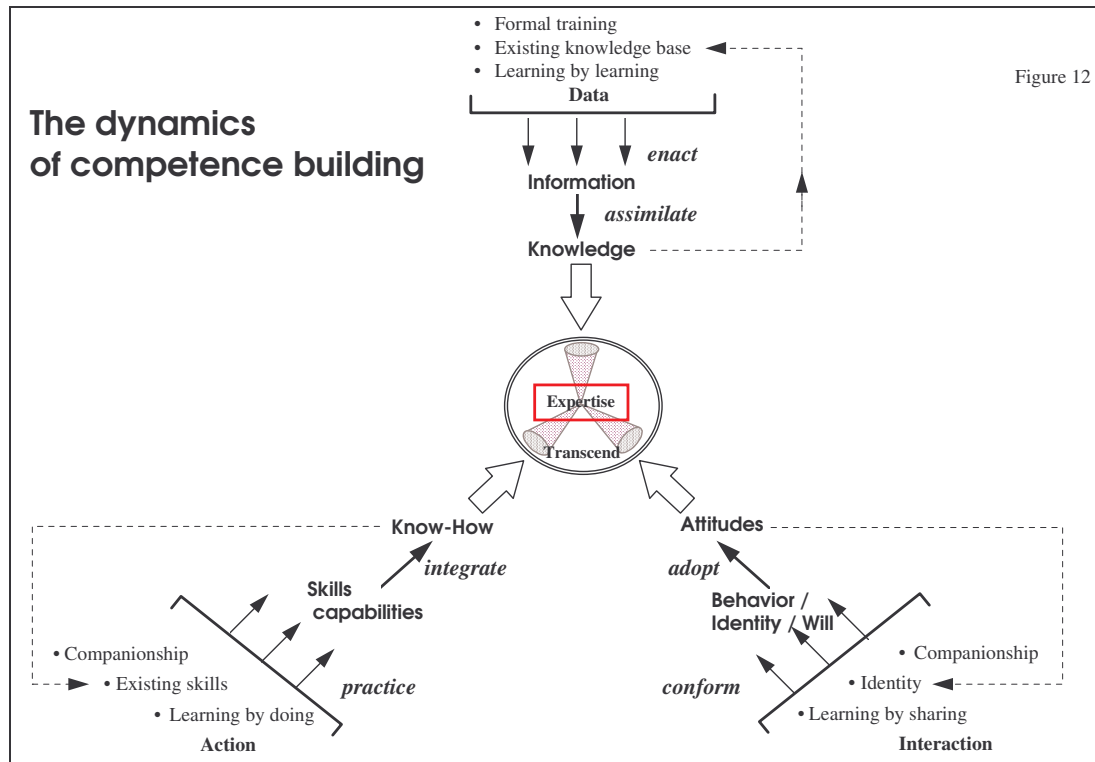 • Formal training
• Existing knowledge base
• Learning by learning
Data
Figure 12
The dynamics
of competence building
enact
Information
assimilate
Knowledge
Expertise
Transcend
Know-How
Attitudes
integrate
adopt
Skills
capabilities
Behavior /
Identity / Will
• Companionship
• Existing skills
• Learning by doing
Action
practice
conform
• Companionship
• Identity
• Learning by sharing
Interaction